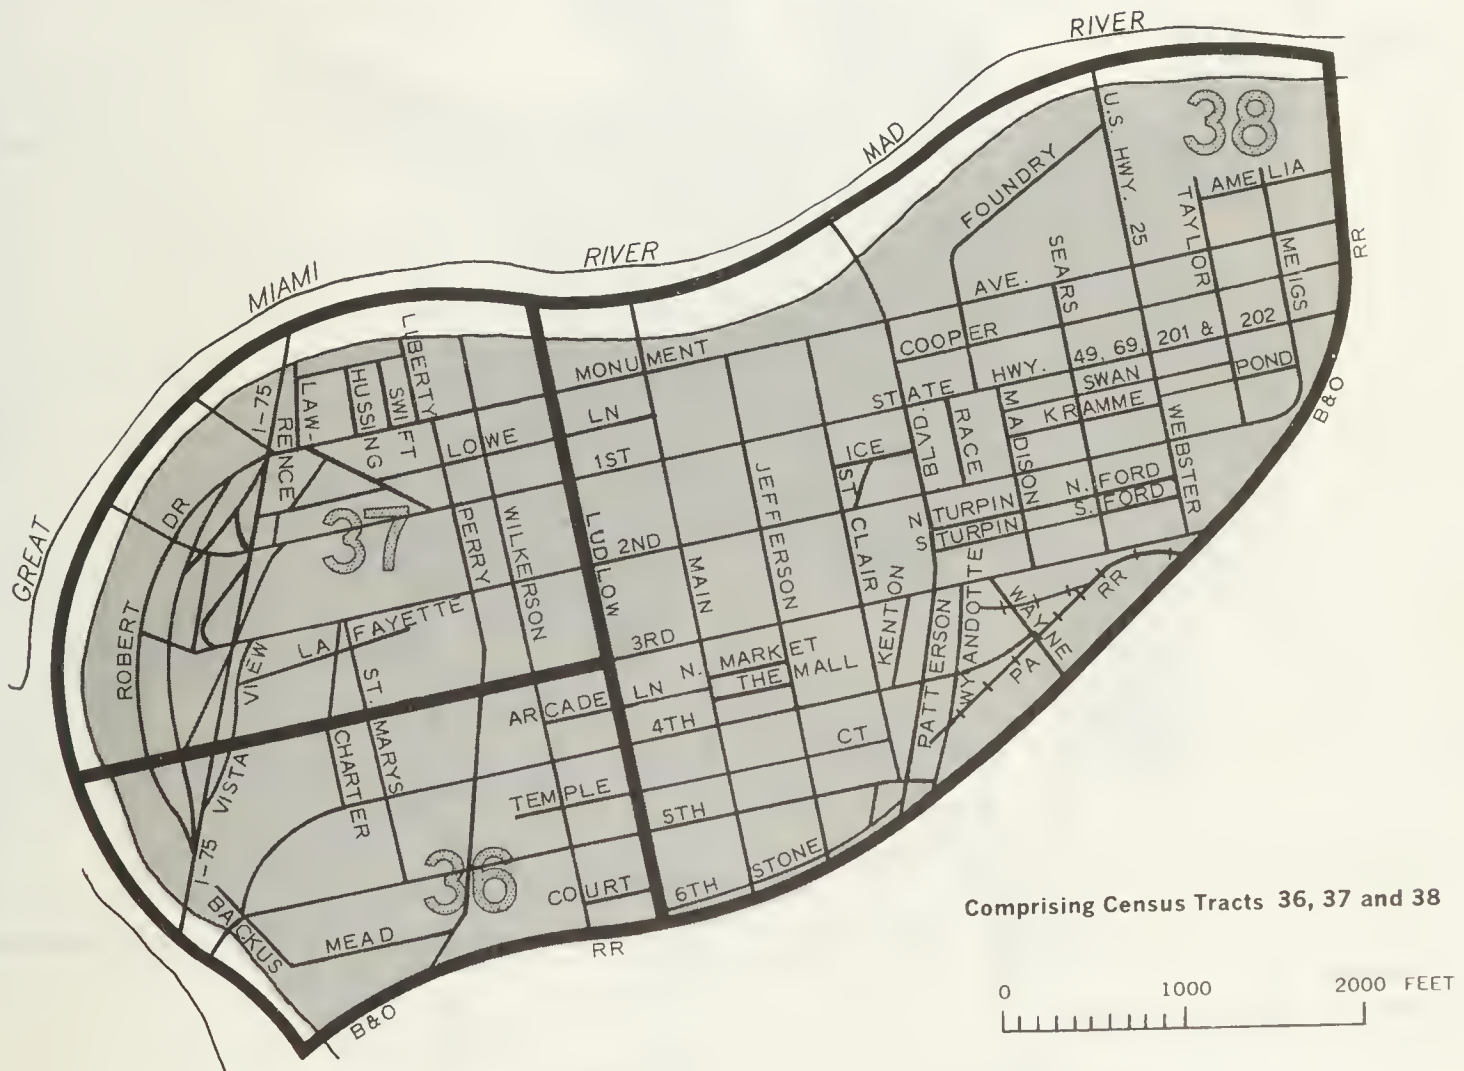 RIVER
MAD
RIVER
MIAMI
GREAT
38
37
36
U.S. HWY. 25
FOUNDRY
AMELIA
TAYLOR
MEIIGS
RR
SEARS
AVE.
COOPER
MONUMENT
HWY. 49, 69, 201 & 202
STATE
SWAN
KRAMME
POND
B&O
LIBERTY
I-75
LAW-
RENCE
HUSSING
SWIFT
LOWE
LN
1ST
ICE
BLVD.
RACE
MADISON
WEBSTER
JEFFERSON
ST CLAIR
N TURPIN
S TURPIN
N. FORD
S. FORD
DR
ROBERT
PERRY
WILKERSON
LUDLOW
2ND
MAIN
KENTON
PATTERSON
WYANDOTTE
WAYNE
PA RR
LA FAYETTE
VIEW
VISTA
ST. MARYS
CHARTER
3RD
N. MARKET
THE MALL
ARCADE
LN
4TH
CT
TEMPLE
5TH
I-75
COURT
6TH
STONE
BACKUS
MEAD
RR
B&O
Comprising Census Tracts 36, 37 and 38
0 1000 2000 FEET